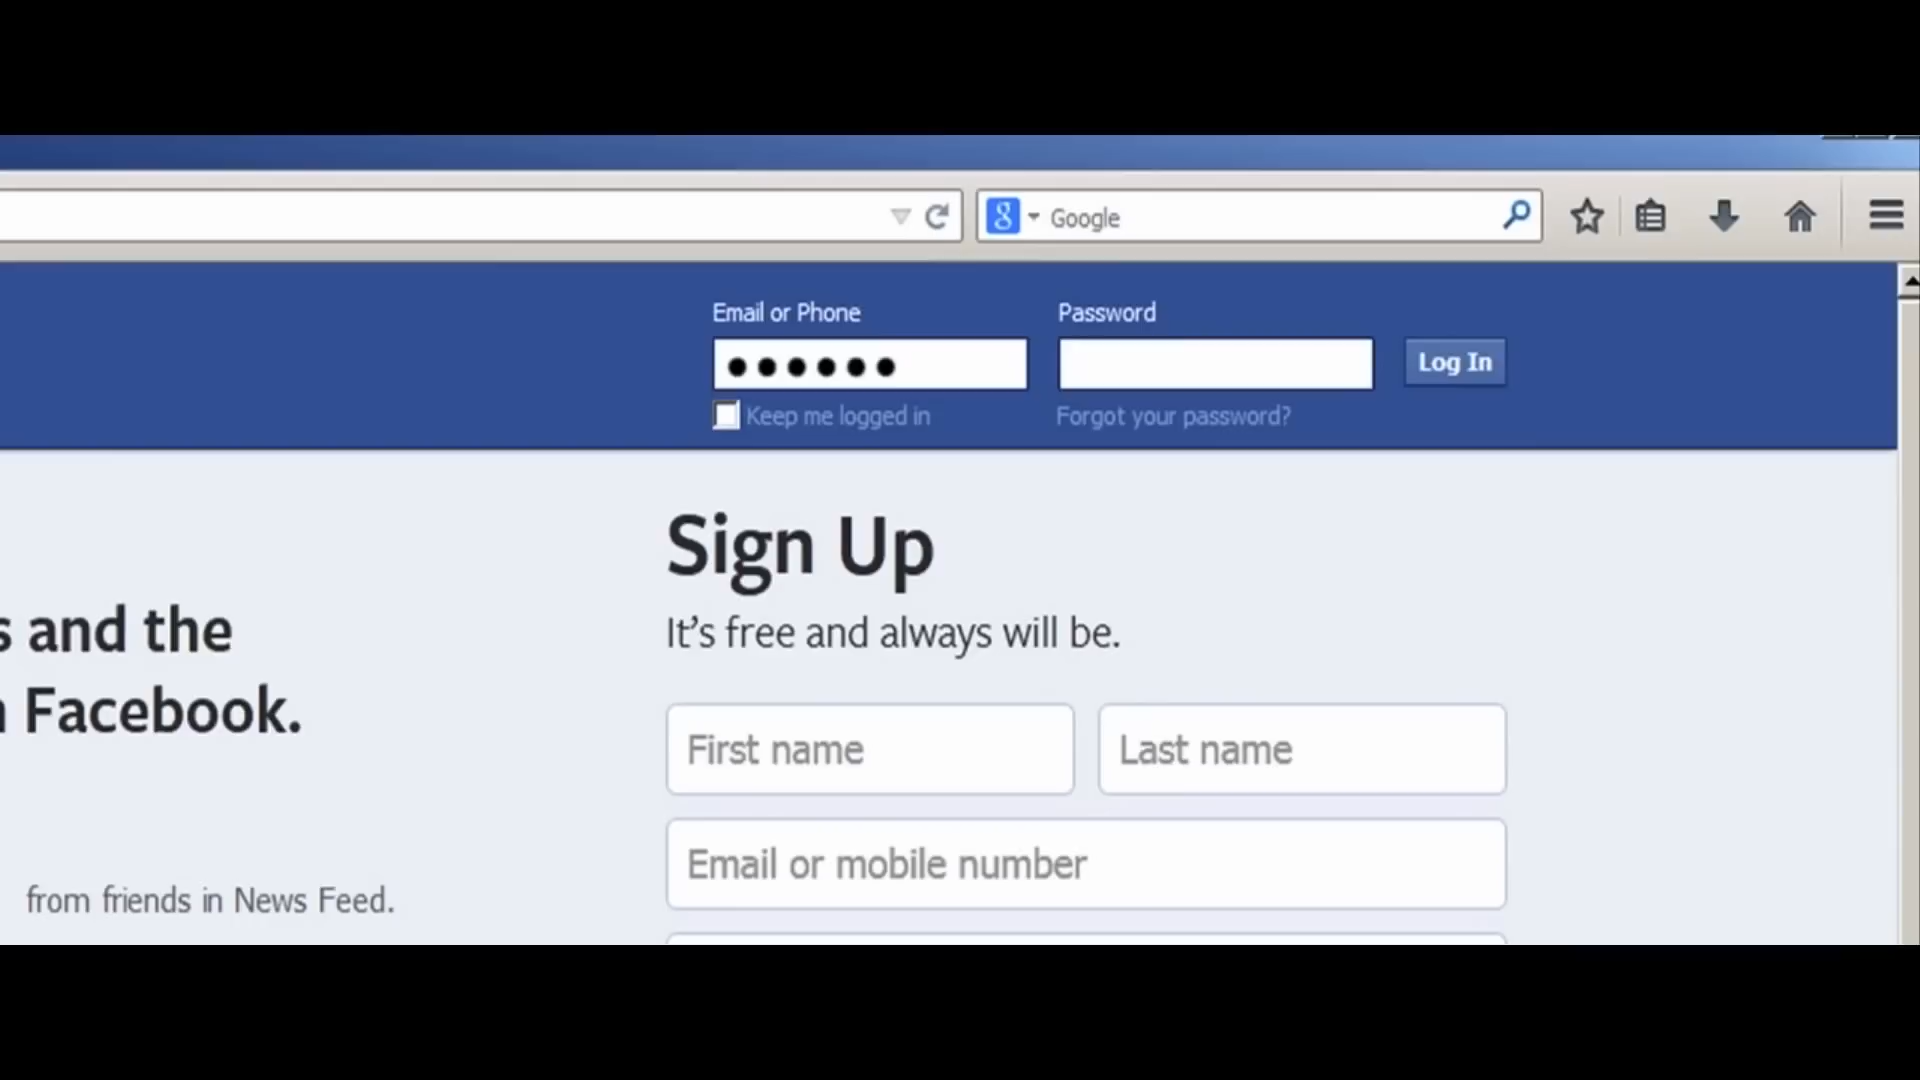 Google
Email or Phone
Password
●●●●●●
Log In
Keep me logged in
Forgot your password?
Sign Up
It's free and always will be.
s and the
Facebook.
First name
Last name
Email or mobile number
from friends in News Feed.